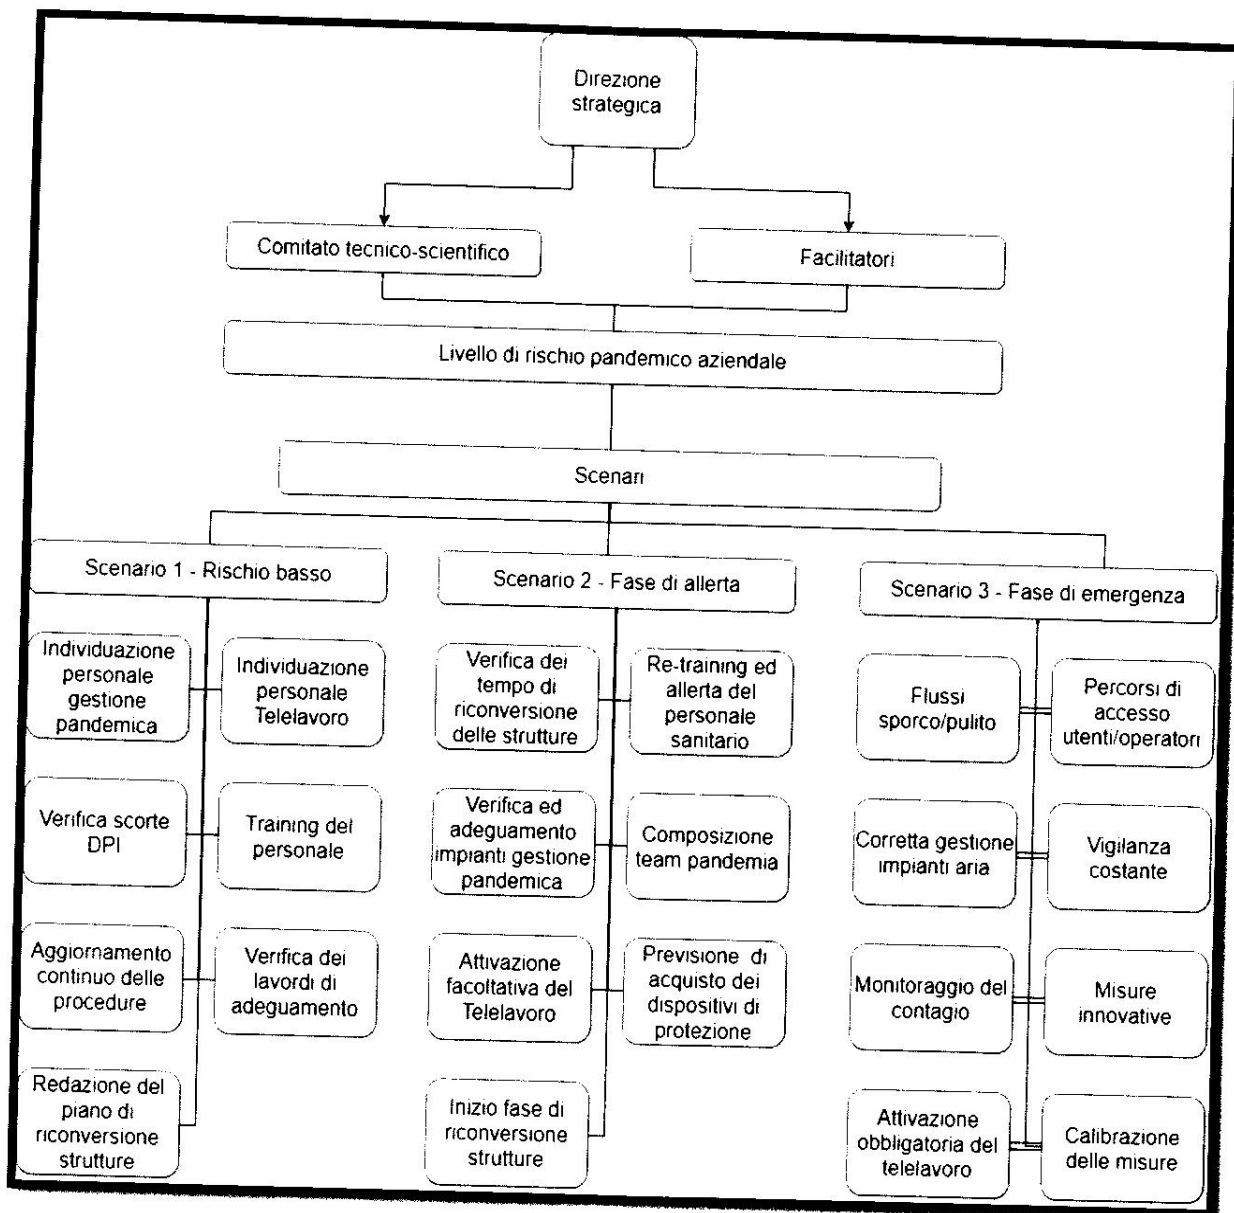 Direzione
strategica
Comitato tecnico-scientifico
Facilitatori
Livello di rischio pandemico aziendale
Scenari
Scenario 1 - Rischio basso
Scenario 2 - Fase di allerta
Scenario 3 - Fase di emergenza
Individuazione
personale
gestione
pandemica
Individuazione
personale
Telelavoro
Verifica dei
tempo di
riconversione
delle strutture
Re-training ed
allerta del
personale
sanitario
Flussi
sporco/pulito
Percorsi di
accesso
utenti/operatori
Verifica scorte
DPI
Training del
personale
Verifica ed
adeguamento
impianti gestione
pandemica
Composizione
team pandemia
Corretta gestione
impianti aria
Vigilanza
costante
Aggiornamento
continuo delle
procedure
Verifica dei
lavordi di
adeguamento
Attivazione
facoltativa del
Telelavoro
Previsione di
acquisto dei
dispositivi di
protezione
Monitoraggio del
contagio
Misure
innovative
Redazione del
piano di
riconversione
strutture
Inizio fase di
riconversione
strutture
Attivazione
obbligatoria del
telelavoro
Calibrazione
delle misure